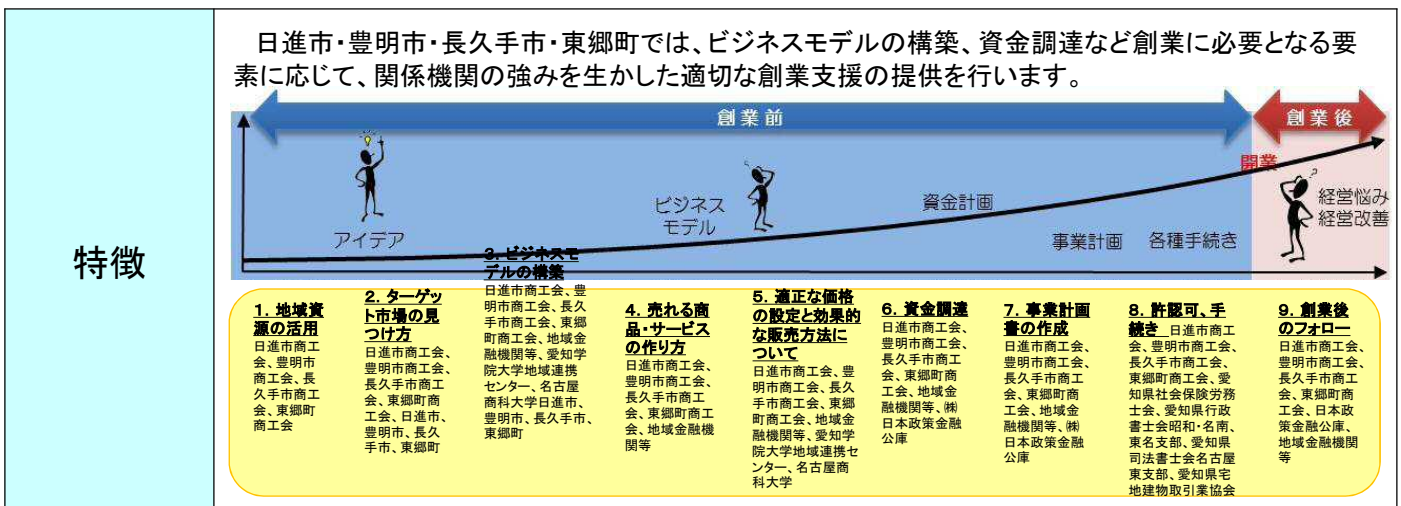 特徴
日進市・豊明市・長久手市・東郷町では、ビジネスモデルの構築、資金調達など創業に必要となる要
素に応じて、関係機関の強みを生かした適切な創業支援の提供を行います。
創業前
創業後
開業
アイデア
ビジネス
モデル
資金計画
事業計画
各種手続き
経営悩み
経営改善
1. 地域資
源の活用
日進市商工
会、豊明市
商工会、長
久手市商工
会、東郷町
商工会
2. ターゲッ
ト市場の見
つけ方
日進市商工会、
豊明市商工会、
長久手市商工
会、東郷町商
工会、日進市、
豊明市、長久
手市、東郷町
3. ビジネスモ
デルの構築
日進市商工会、豊
明市商工会、長久
手市商工会、東郷
町商工会、地域金
融機関等、愛知学
院大学地域連携
センター、名古屋
商科大学日進市、
豊明市、長久手市、
東郷町
4. 売れる商
品・サービス
の作り方
日進市商工会、
豊明市商工会、
長久手市商工
会、東郷町商工
会、地域金融機
関等
5. 適正な価格
の設定と効果的
な販売方法に
ついて
日進市商工会、豊
明市商工会、長久
手市商工会、東郷
町商工会、地域金
融機関等、愛知学
院大学地域連携セ
ンター、名古屋商
科大学
6. 資金調達
日進市商工会、
豊明市商工会、
長久手市商工
会、東郷町商
工会、地域金
融機関等、㈱
日本政策金融
公庫
7. 事業計画
書の作成
日進市商工会、
豊明市商工会、
長久手市商工
会、東郷町商
工会、地域金
融機関等、㈱
日本政策金融
公庫
8. 許認可、手
続き 日進市商工
会、豊明市商工会、
長久手市商工会、
東郷町商工会、愛
知県社会保険労務
士会、愛知県行政
書士会昭和・名南、
東名支部、愛知県
司法書士会名古屋
東支部、愛知県宅
地建物取引業協会
9. 創業後
のフォロー
日進市商工会、
豊明市商工会、
長久手市商工
会、東郷町商
工会、日本政
策金融公庫、
地域金融機関
等